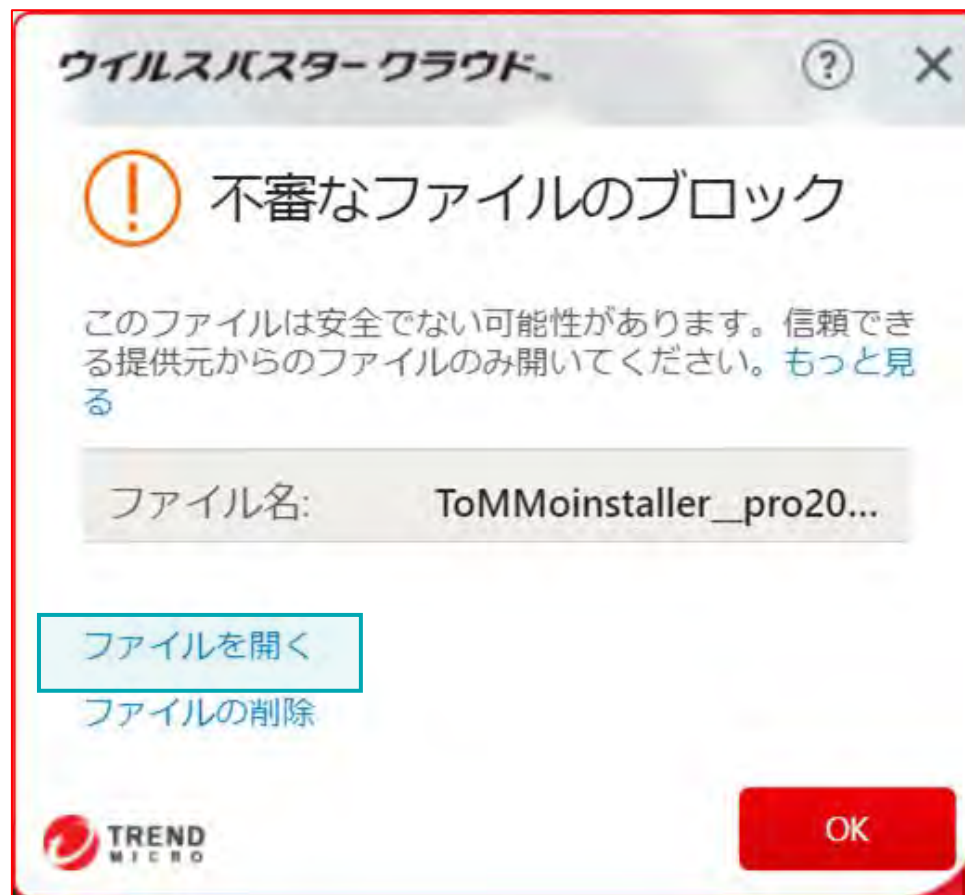 ウイルスバスター クラウド™
?
不審なファイルのブロック
このファイルは安全でない可能性があります。信頼でき
る提供元からのファイルのみ開いてください。もっと見
る
ファイル名: ToMMoinstaller__pro20...
ファイルを開く
ファイルの削除
TREND
MICRO
OK